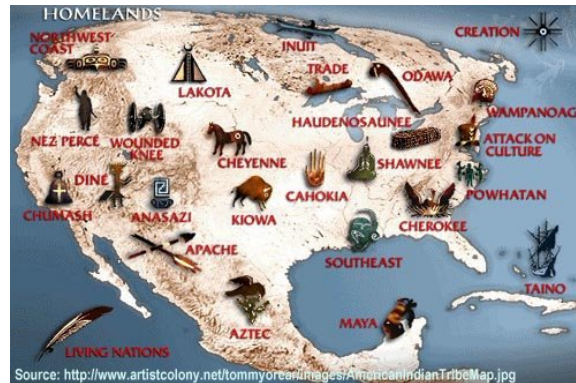 HOMELANDS
CREATION
NORTHWEST
COAST
INUIT
LAKOTA
TRADE
ODAWA
WAMPANOAG
HAUDENOSAUNEE
NEZ PERCE
WOUNDED
KNEE
CHEYENNE
SHAWNEE
ATTACK ON
CULTURE
DINE
CAHOKIA
POWHATAN
CHUMASH
ANASAZI
KIOWA
CHEROKEE
APACHE
SOUTHEAST
TAINO
AZTEC
MAYA
LIVING NATIONS
Source: http://www.artistcolony.net/tommyorear/images/AmericanIndianTribeMap.jpg